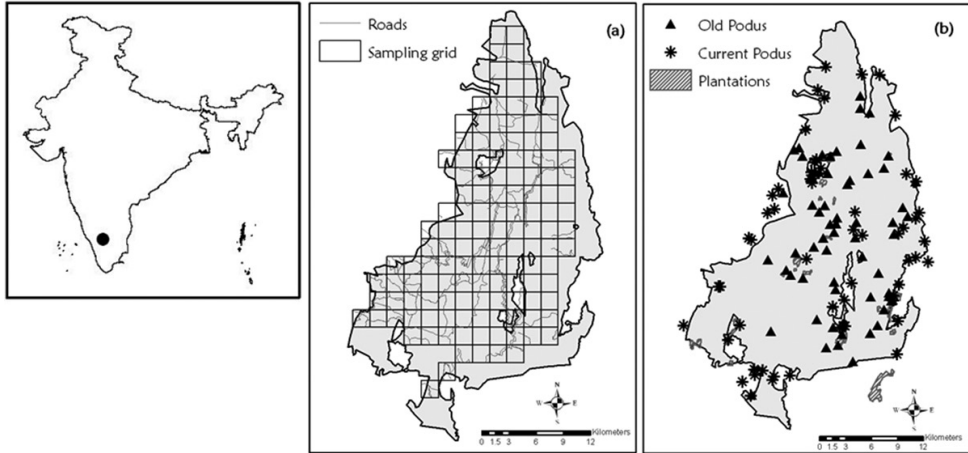 Roads
Sampling grid
(a)
N
W E
S
Kilometers
0 1.5 3 6 9 12
Old Podus
Current Podus
Plantations
(b)
N
W E
S
Kilometers
0 1.5 3 6 9 12